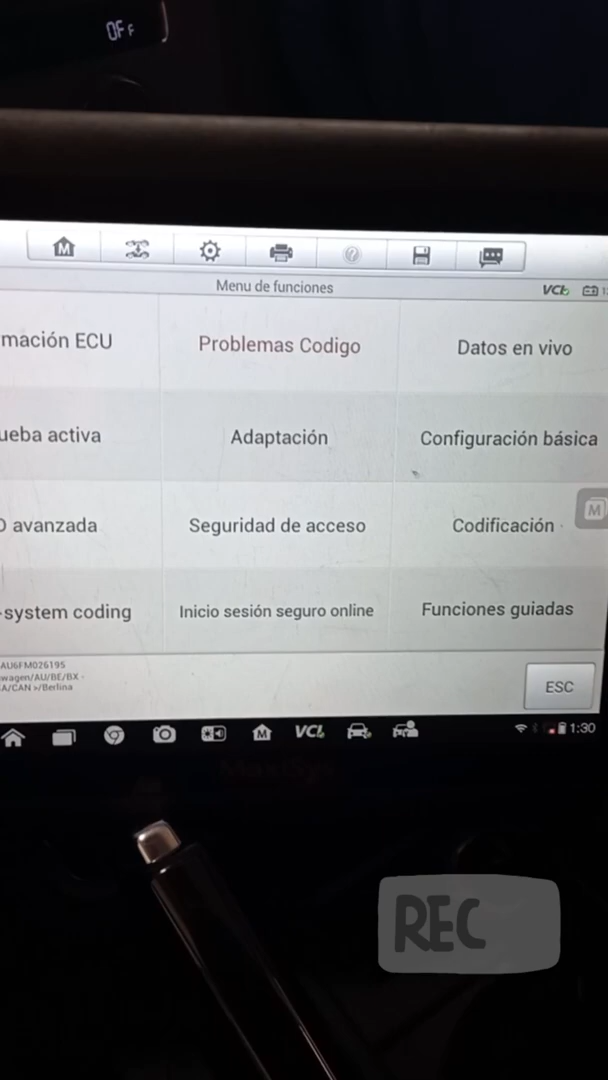 OFF
M
Menu de funciones
VCI
mación ECU
Problemas Codigo
Datos en vivo
ueba activa
Adaptación
Configuración básica
M
O avanzada
Seguridad de acceso
Codificación
-system coding
Inicio sesión seguro online
Funciones guiadas
AU6FM026195
wagen/AU/BE/BX -
A/CAN >/Berlina
ESC
M
VCI
1:30
REC